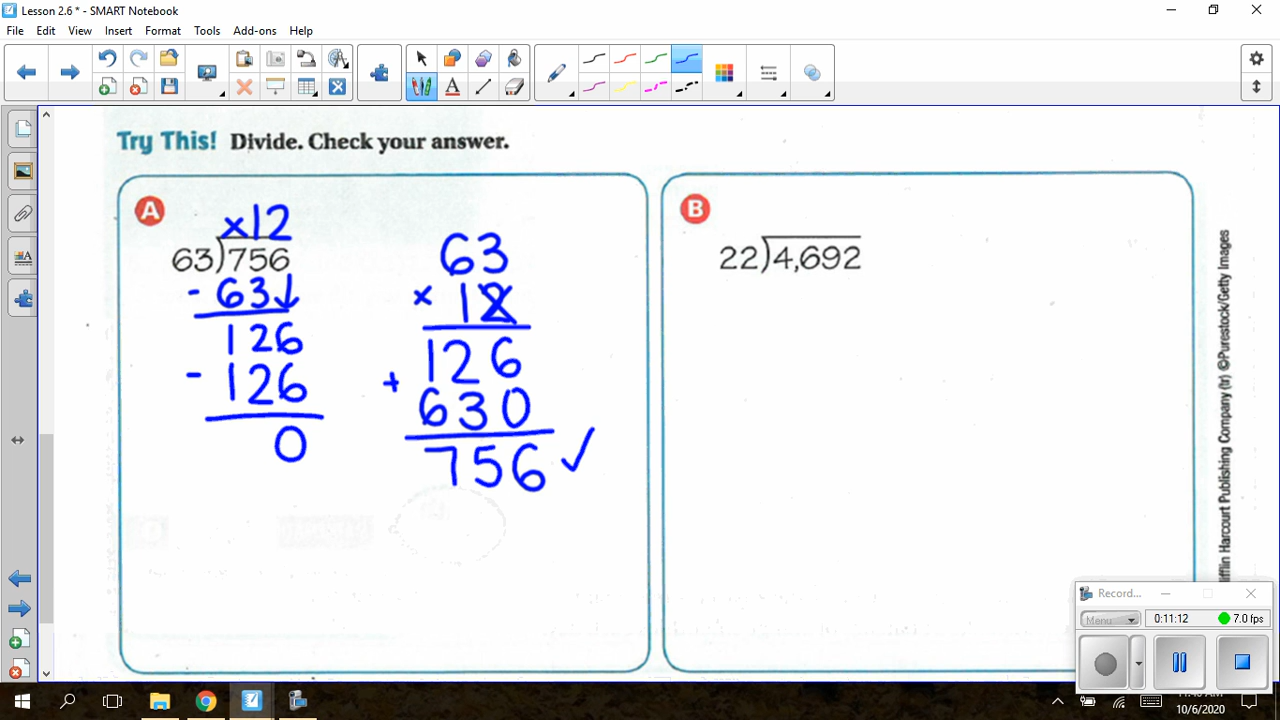 Lesson 2.6 * - SMART Notebook
File Edit View Insert Format Tools Add-ons Help
Try This! Divide. Check your answer.
A
x12
63)756
- 63↓
126
- 126
0
63
x 12
126
+ 630
756 ✓
B
22)4,692
ifflin Harcourt Publishing Company (tr) ©Purestock/Getty Images
Record...
Menu 0:11:12 7.0 fps
10/6/2020